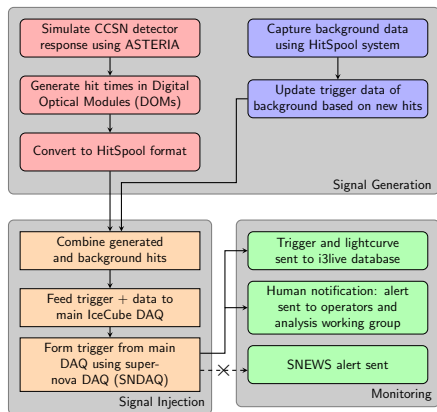 Simulate CCSN detector
response using ASTERIA
Generate hit times in Digital
Optical Modules (DOMs)
Convert to HitSpool format
Capture background data
using HitSpool system
Update trigger data of
background based on new hits
Signal Generation
Combine generated
and background hits
Feed trigger + data to
main IceCube DAQ
Form trigger from main
DAQ using super-
nova DAQ (SNDAQ)
Signal Injection
Trigger and lightcurve
sent to i3live database
Human notification: alert
sent to operators and
analysis working group
SNEWS alert sent
Monitoring